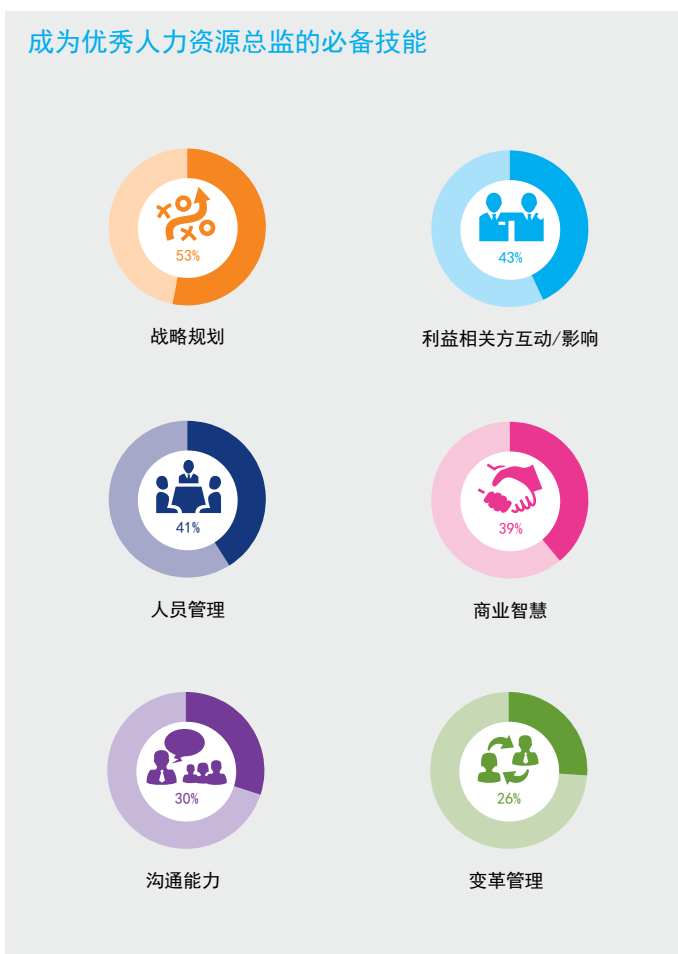 成为优秀人力资源总监的必备技能
53%
43%
战略规划
利益相关方互动/影响
41%
39%
人员管理
商业智慧
30%
26%
沟通能力
变革管理